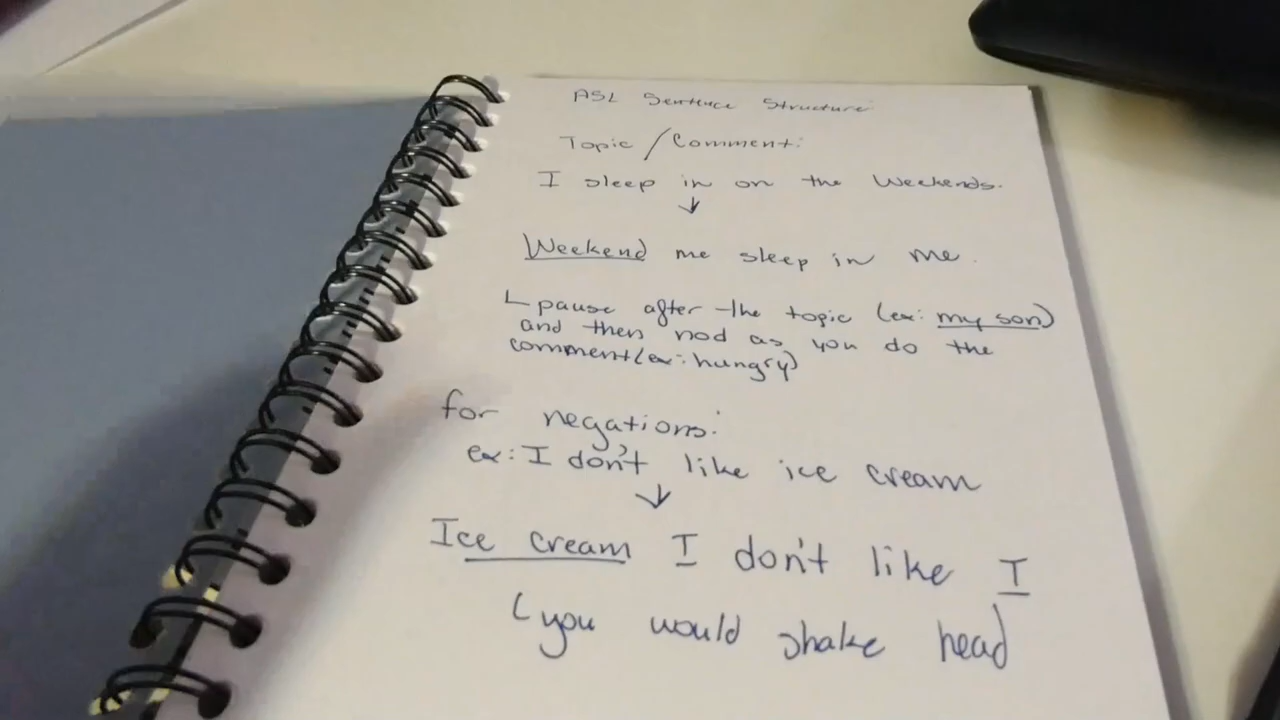 ASL Sentence Structure:
Topic / Comment:
I sleep in on the weekends.
↓
Weekend me sleep in me.
pause after the topic (ex: my son)
and then nod as you do the
comment (ex: hungry)
for negations:
ex: I don't like ice cream
↓
Ice cream I don't like I
(you would shake head